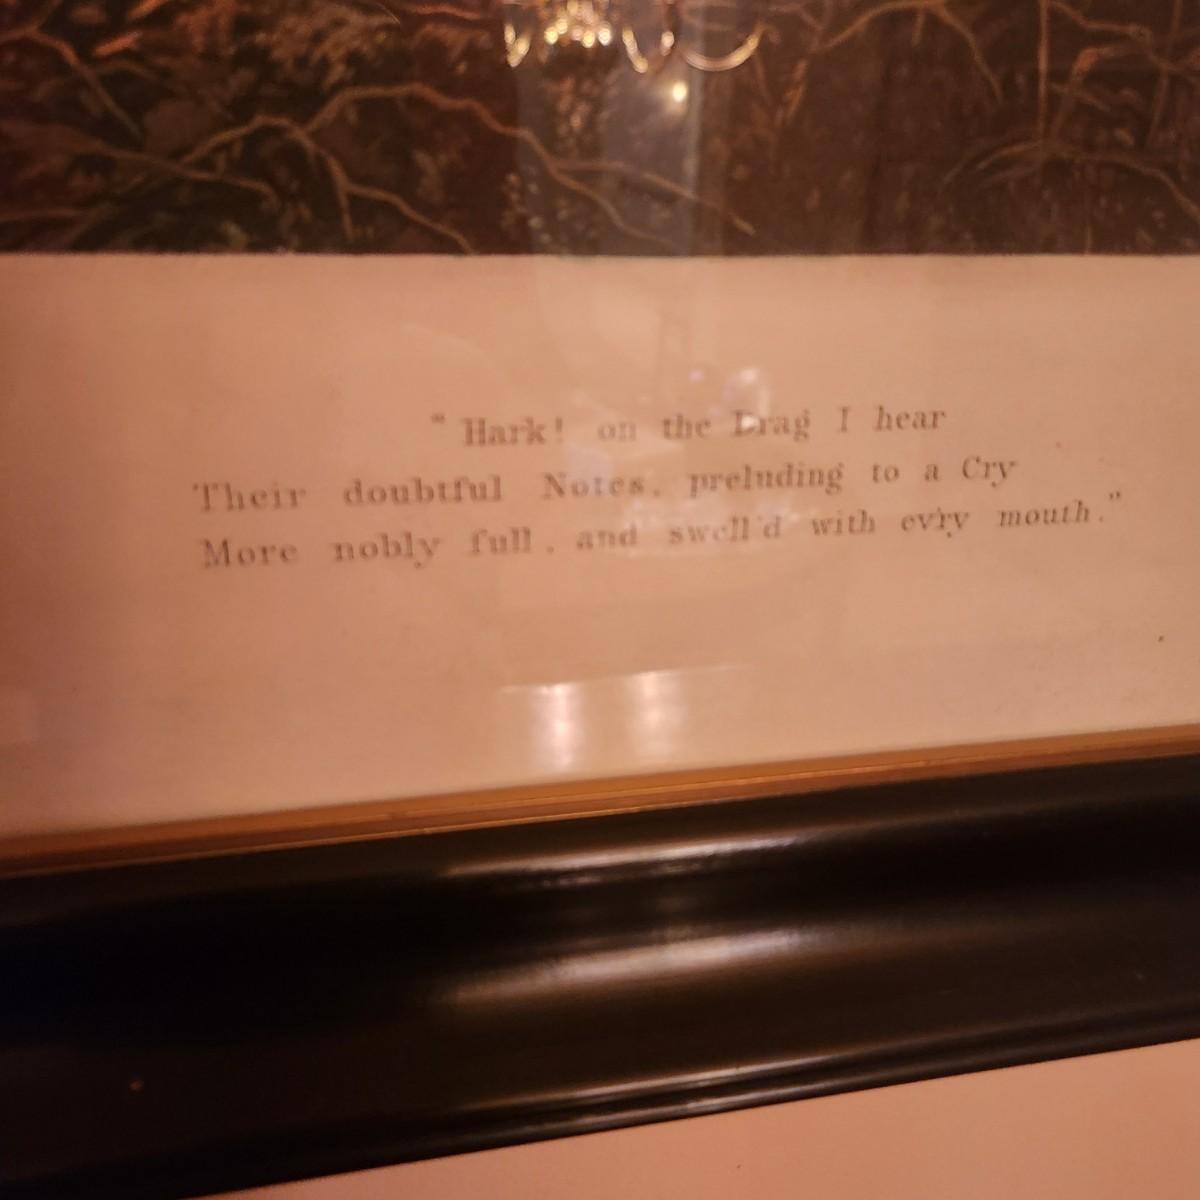 "Hark! on the Drag I hear
Their doubtful Notes, preluding to a Cry
More nobly full, and swell'd with ev'ry mouth."